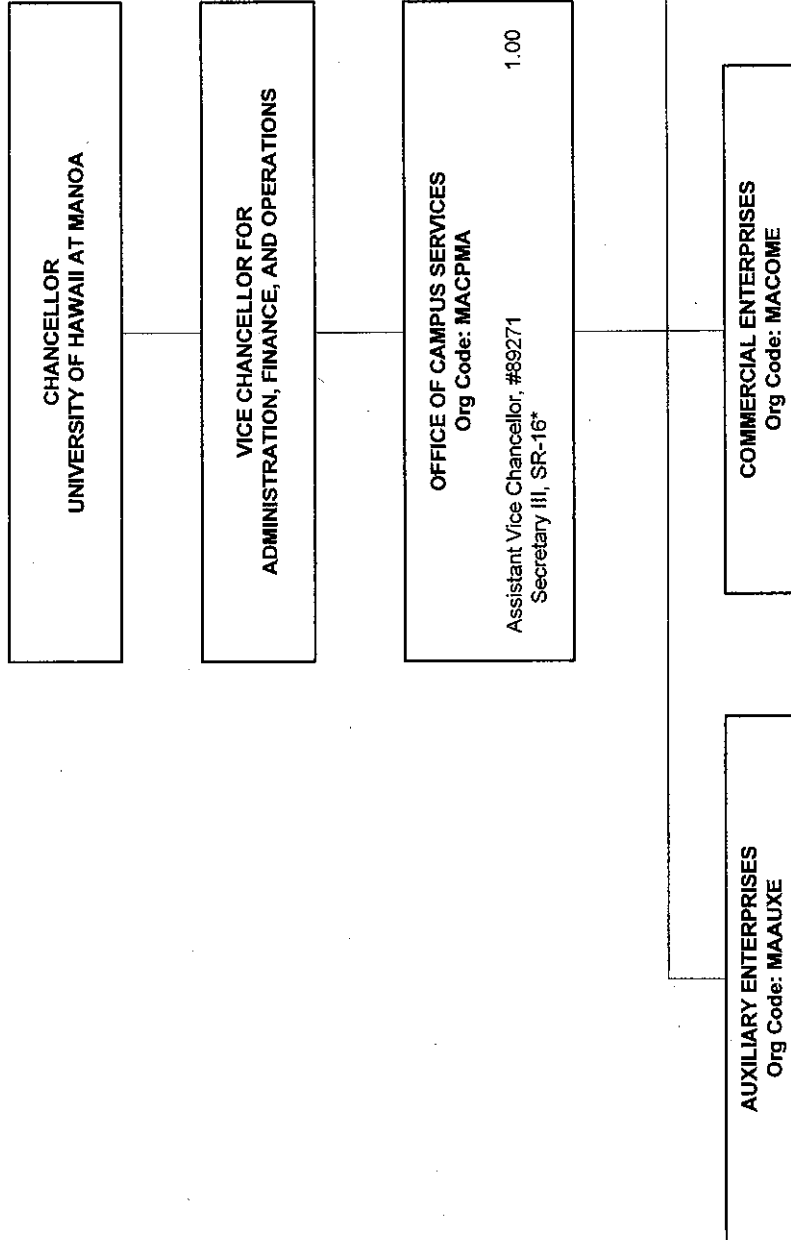 CHANCELLOR
UNIVERSITY OF HAWAII AT MANOA
VICE CHANCELLOR FOR
ADMINISTRATION, FINANCE, AND OPERATIONS
OFFICE OF CAMPUS SERVICES
Org Code: MACPMA
Assistant Vice Chancellor, #89271 1.00
Secretary III, SR-16*
AUXILIARY ENTERPRISES
Org Code: MAAUXE
COMMERCIAL ENTERPRISES
Org Code: MACOME